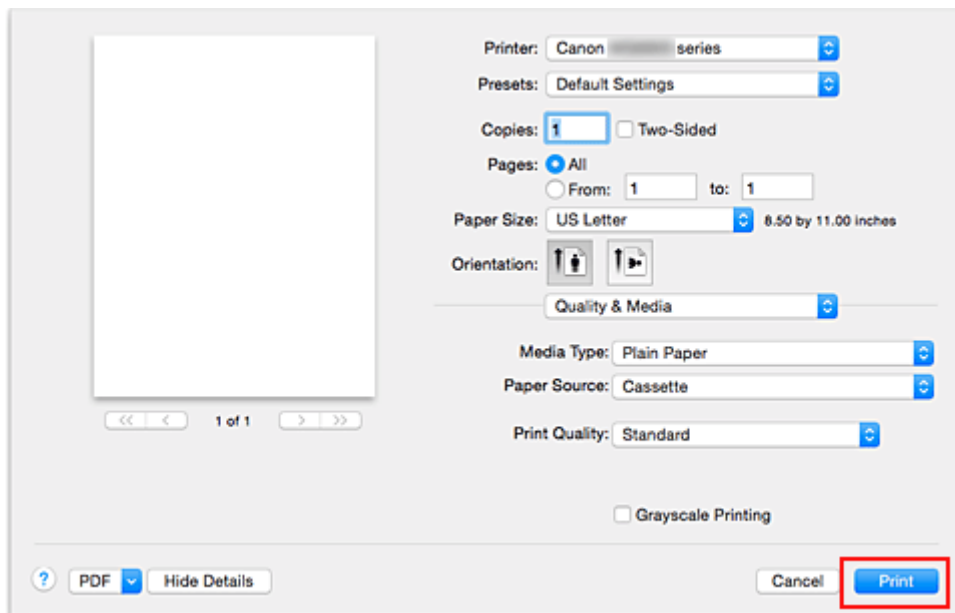 Printer: Canon series
Presets: Default Settings
Copies: 1 Two-Sided
Pages: All
From: 1 to: 1
Paper Size: US Letter 8.50 by 11.00 inches
Orientation:
Quality & Media
Media Type: Plain Paper
Paper Source: Cassette
<< < 1 of 1 > >>
Print Quality: Standard
Grayscale Printing
? PDF Hide Details Cancel Print